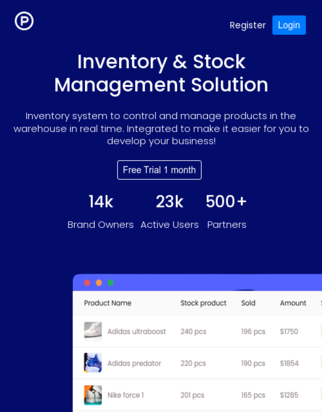 P
Register Login
Inventory & Stock
Management Solution
Inventory system to control and manage products in the
warehouse in real time. Integrated to make it easier for you to
develop your business!
Free Trial 1 month
14k 23k 500+
Brand Owners Active Users Partners
Product Name Stock product Sold Amount
Adidas ultraboost 240 pcs 196 pcs $1750
Adidas predator 220 pcs 190 pcs $1854
Nike force 1 201 pcs 165 pcs $1285